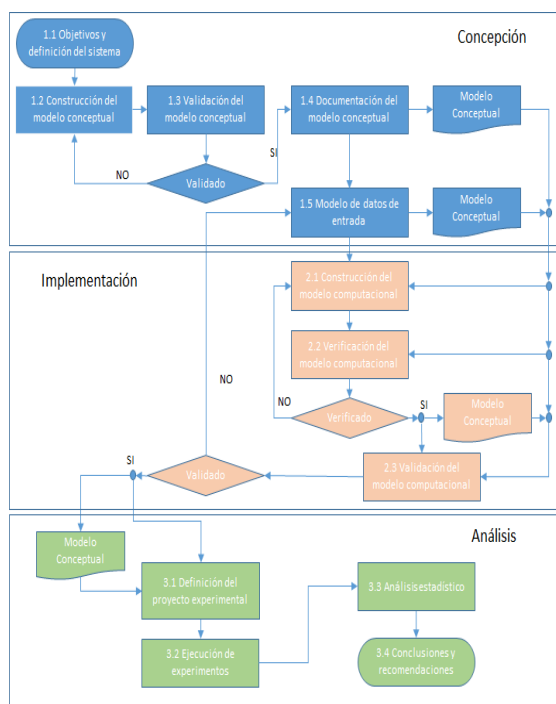 Concepción
1.1 Objetivos y
definición del sistema
1.2 Construcción del
modelo conceptual
1.3 Validación del
modelo conceptual
1.4 Documentación del
modelo conceptual
Modelo
Conceptual
NO
Validado
SI
1.5 Modelo de datos de
entrada
Modelo
Conceptual
Implementación
2.1 Construcción del
modelo computacional
2.2 Verificación del
modelo computacional
NO
NO
Verificado
SI
Modelo
Conceptual
2.3 Validación del
modelo computacional
SI
Validado
Análisis
Modelo
Conceptual
3.1 Definición del
proyecto experimental
3.2 Ejecución de
experimentos
3.3 Análisis estadístico
3.4 Conclusiones y
recomendaciones